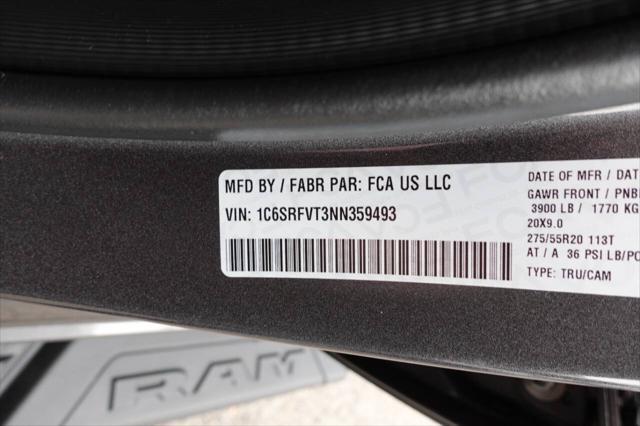 MFD BY / FABR PAR: FCA US LLC
VIN: 1C6SRFVT3NN359493
DATE OF MFR / DAT
GAWR FRONT / PNB
3900 LB / 1770 KG
20X9.0
275/55R20 113T
AT / A 36 PSI LB/PO
TYPE: TRU/CAM
RAM